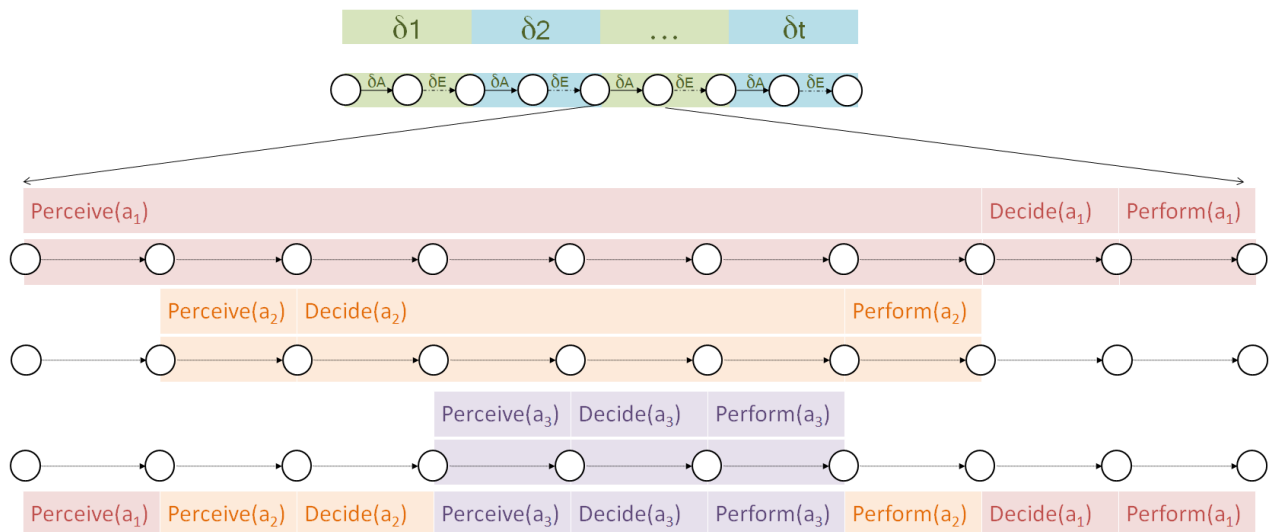 δ1 δ2 ... δt
δA δE δA δE δA δE δA δE
Perceive(a₁) Decide(a₁) Perform(a₁)
Perceive(a₂) Decide(a₂) Perform(a₂)
Perceive(a₃) Decide(a₃) Perform(a₃)
Perceive(a₁) Perceive(a₂) Decide(a₂) Perceive(a₃) Decide(a₃) Perform(a₃) Perform(a₂) Decide(a₁) Perform(a₁)